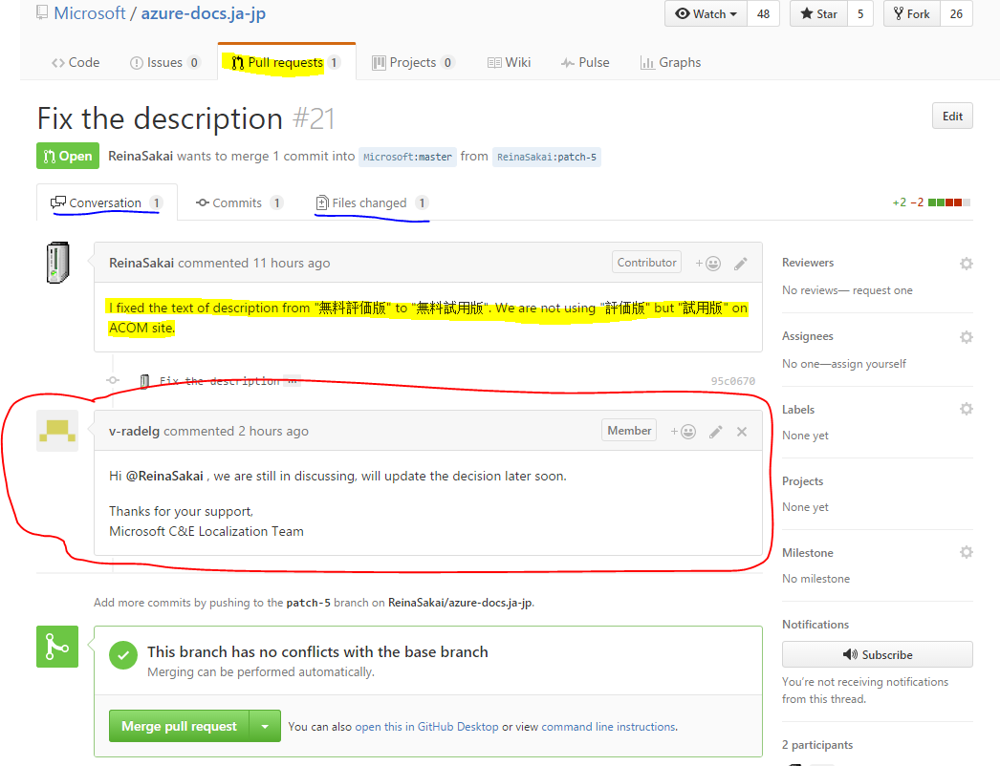 Microsoft / azure-docs.ja-jp
Watch 48 Star 5 Fork 26
Code Issues 0 Pull requests 1 Projects 0 Wiki Pulse Graphs
Fix the description #21
Edit
Open ReinaSakai wants to merge 1 commit into Microsoft:master from ReinaSakai:patch-5
Conversation 1 Commits 1 Files changed 1
+2 −2
ReinaSakai commented 11 hours ago
Contributor
I fixed the text of description from "無料評価版" to "無料試用版". We are not using "評価版" but "試用版" on
ACOM site.
Fix the description …
95c0670
v-radelg commented 2 hours ago
Member
Hi @ReinaSakai , we are still in discussing, will update the decision later soon.
Thanks for your support,
Microsoft C&E Localization Team
Add more commits by pushing to the patch-5 branch on ReinaSakai/azure-docs.ja-jp.
This branch has no conflicts with the base branch
Merging can be performed automatically.
Merge pull request
You can also open this in GitHub Desktop or view command line instructions.
Reviewers
No reviews— request one
Assignees
No one—assign yourself
Labels
None yet
Projects
None yet
Milestone
No milestone
Notifications
Subscribe
You're not receiving notifications
from this thread.
2 participants